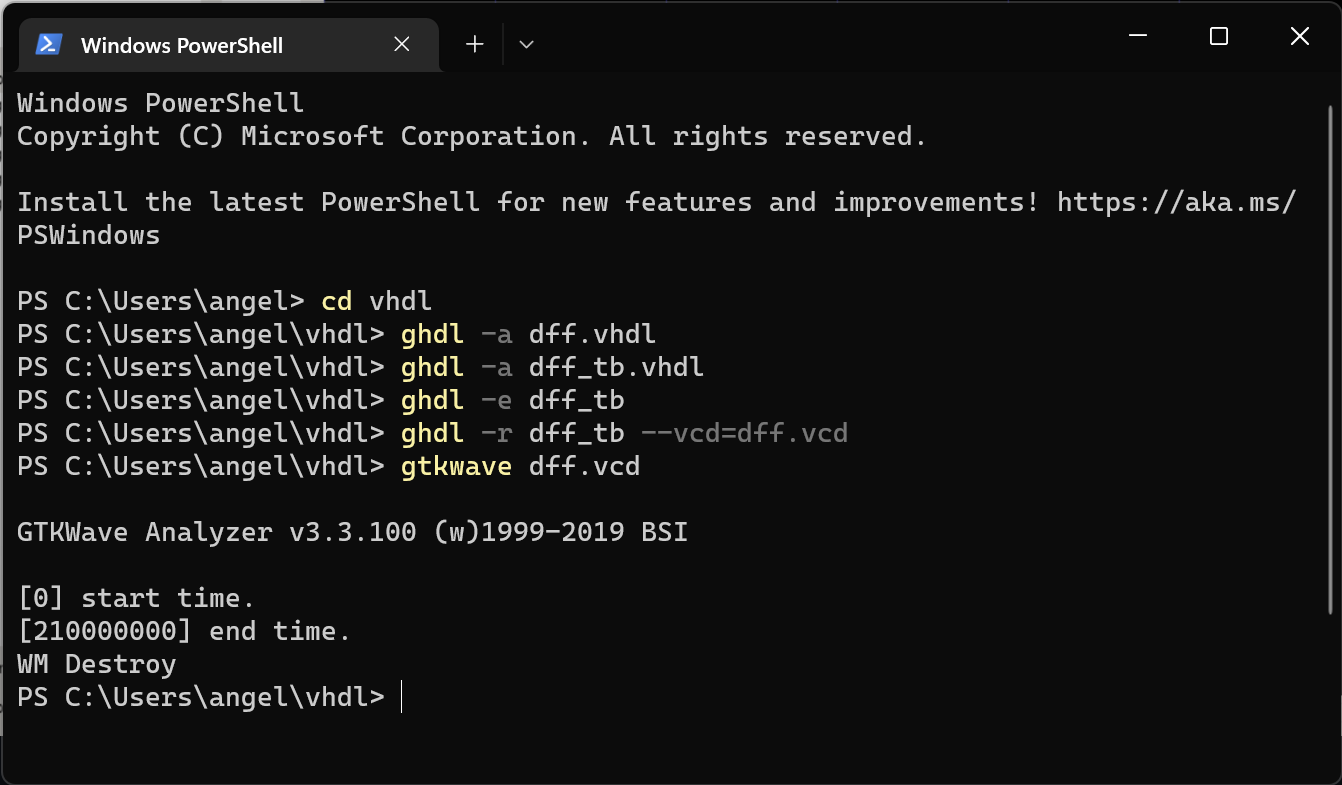 Windows PowerShell
Windows PowerShell
Copyright (C) Microsoft Corporation. All rights reserved.
Install the latest PowerShell for new features and improvements! https://aka.ms/
PSWindows
PS C:\Users\angel> cd vhdl
PS C:\Users\angel\vhdl> ghdl -a dff.vhdl
PS C:\Users\angel\vhdl> ghdl -a dff_tb.vhdl
PS C:\Users\angel\vhdl> ghdl -e dff_tb
PS C:\Users\angel\vhdl> ghdl -r dff_tb --vcd=dff.vcd
PS C:\Users\angel\vhdl> gtkwave dff.vcd
GTKWave Analyzer v3.3.100 (w)1999-2019 BSI
[0] start time.
[210000000] end time.
WM Destroy
PS C:\Users\angel\vhdl>